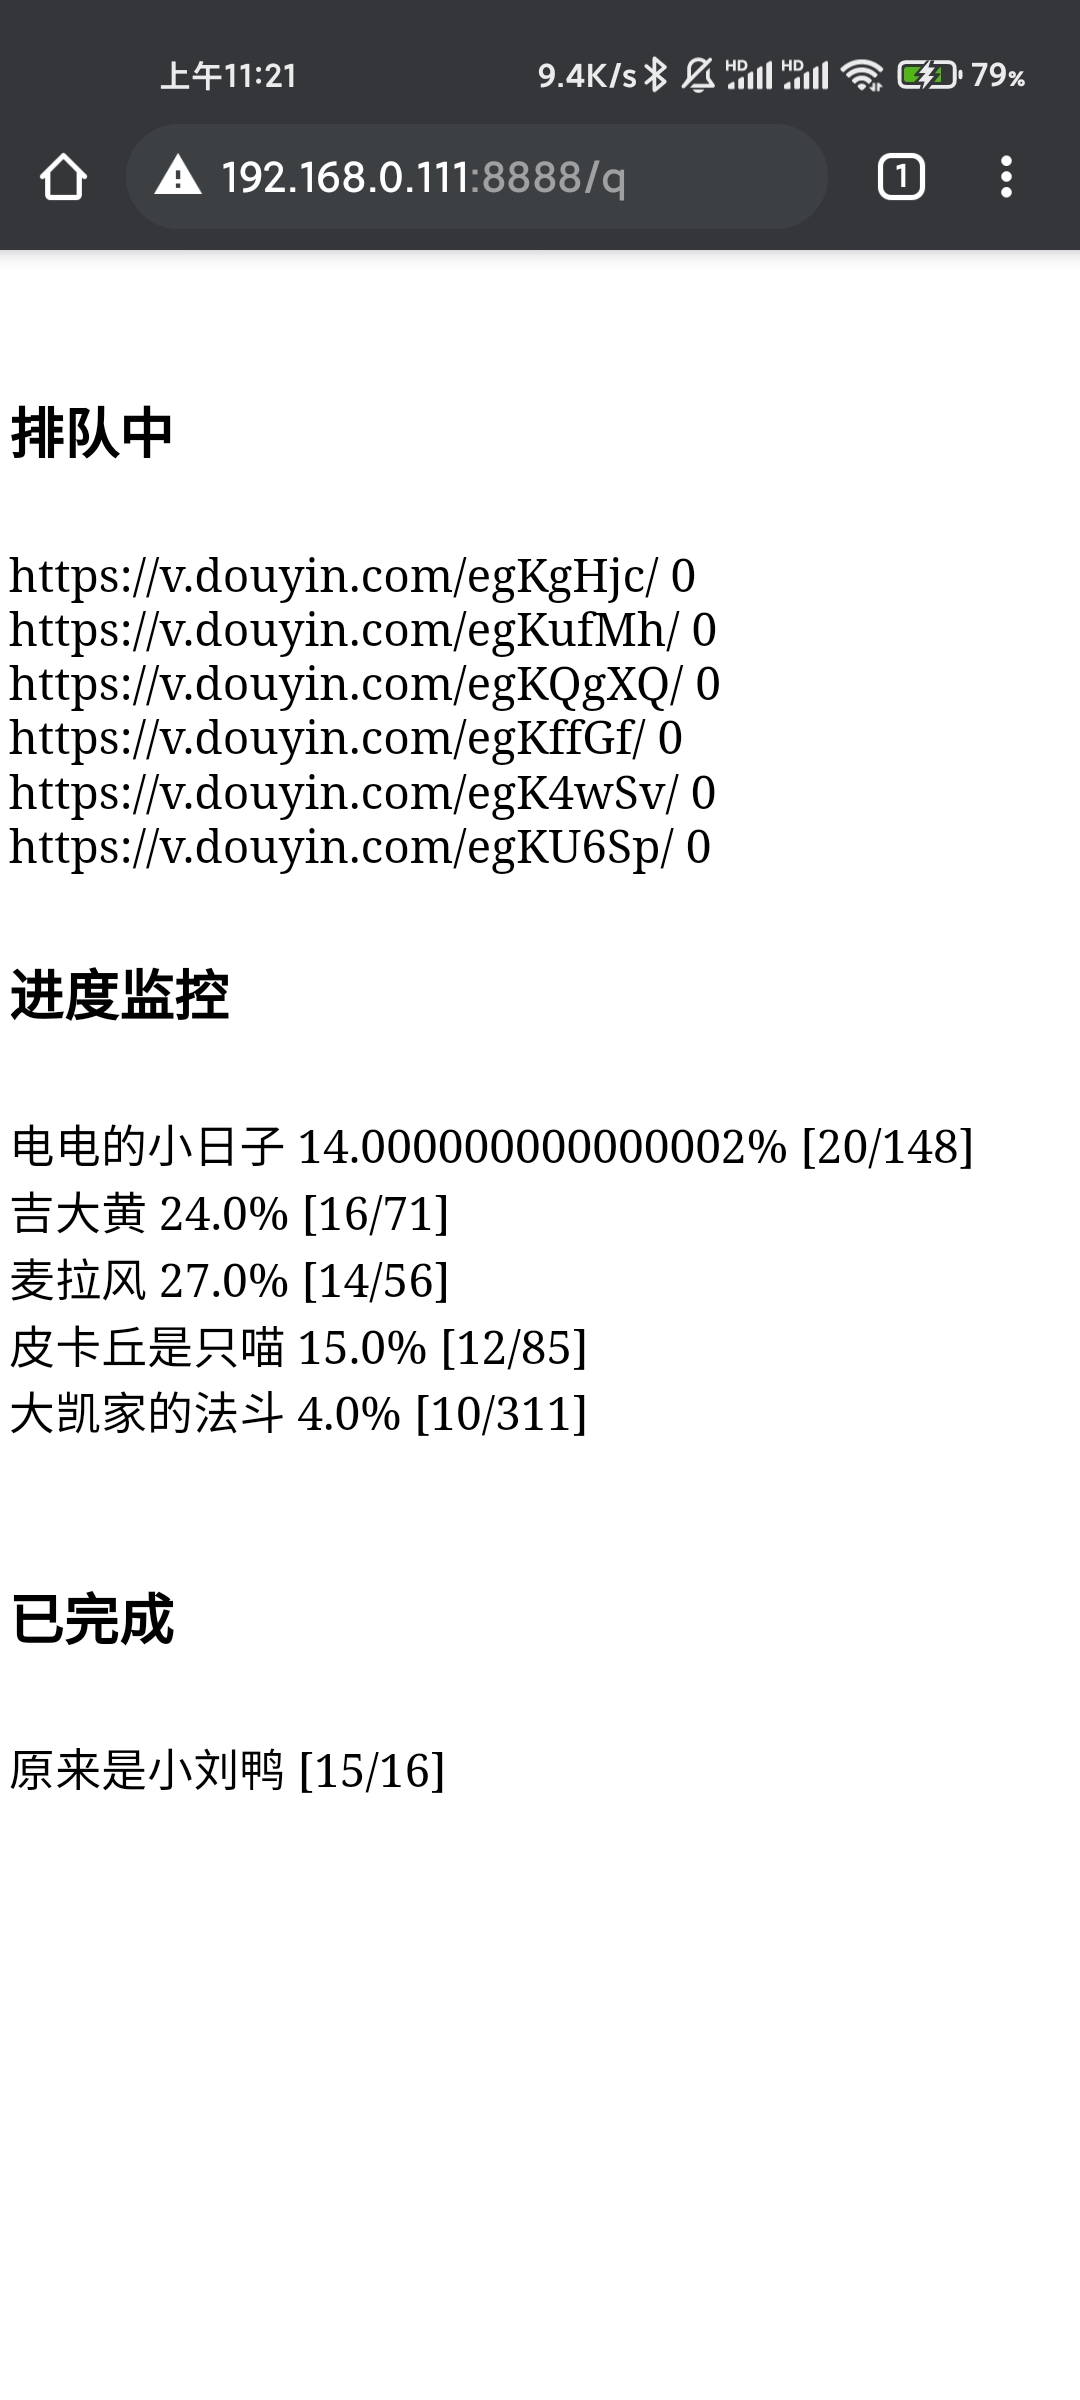 上午11:21 9.4K/s HD HD 79%
192.168.0.111:8888/q 1
排队中
https://v.douyin.com/egKgHjc/ 0
https://v.douyin.com/egKufMh/ 0
https://v.douyin.com/egKQgXQ/ 0
https://v.douyin.com/egKffGf/ 0
https://v.douyin.com/egK4wSv/ 0
https://v.douyin.com/egKU6Sp/ 0
进度监控
电电的小日子 14.000000000000002% [20/148]
吉大黄 24.0% [16/71]
麦拉风 27.0% [14/56]
皮卡丘是只喵 15.0% [12/85]
大凯家的法斗 4.0% [10/311]
已完成
原来是小刘鸭 [15/16]